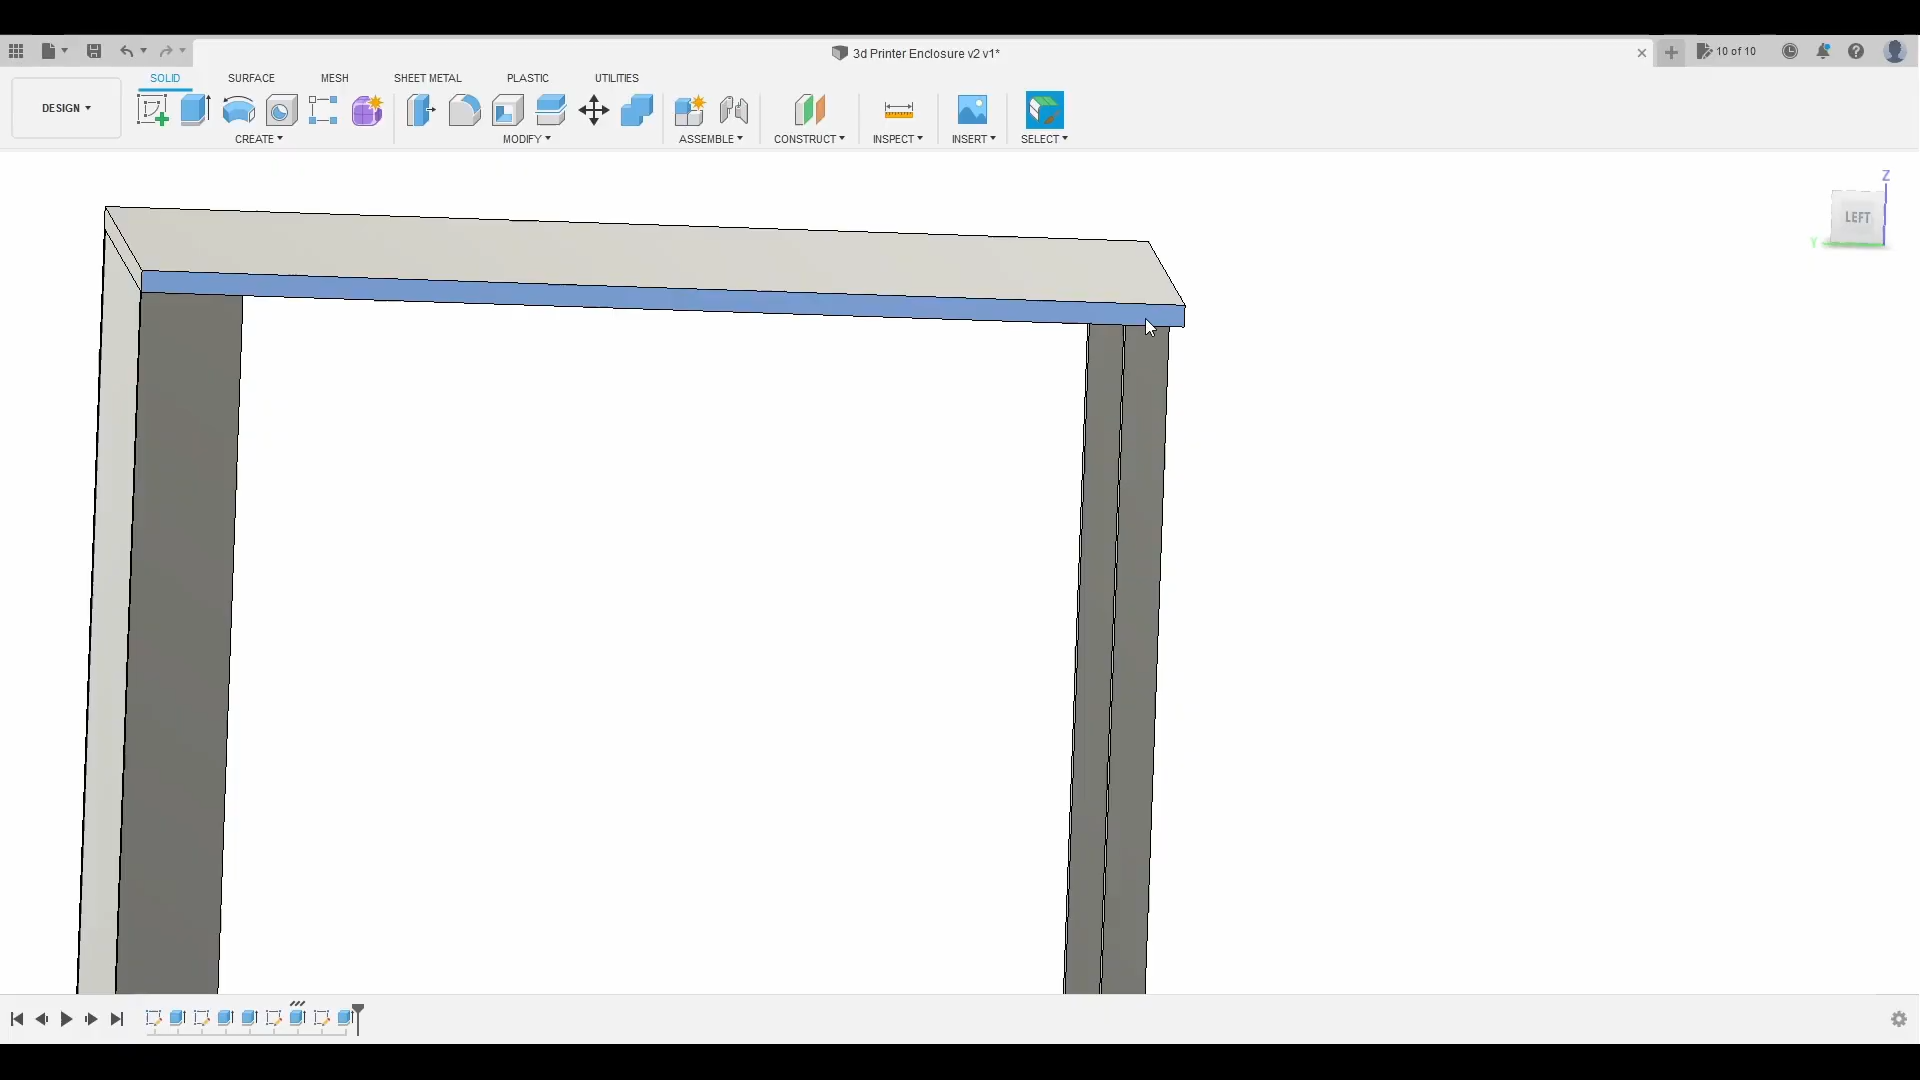 3d Printer Enclosure v2 v1*
10 of 10
SOLID SURFACE MESH SHEET METAL PLASTIC UTILITIES
DESIGN
CREATE MODIFY ASSEMBLE CONSTRUCT INSPECT INSERT SELECT
Z
LEFT
Y